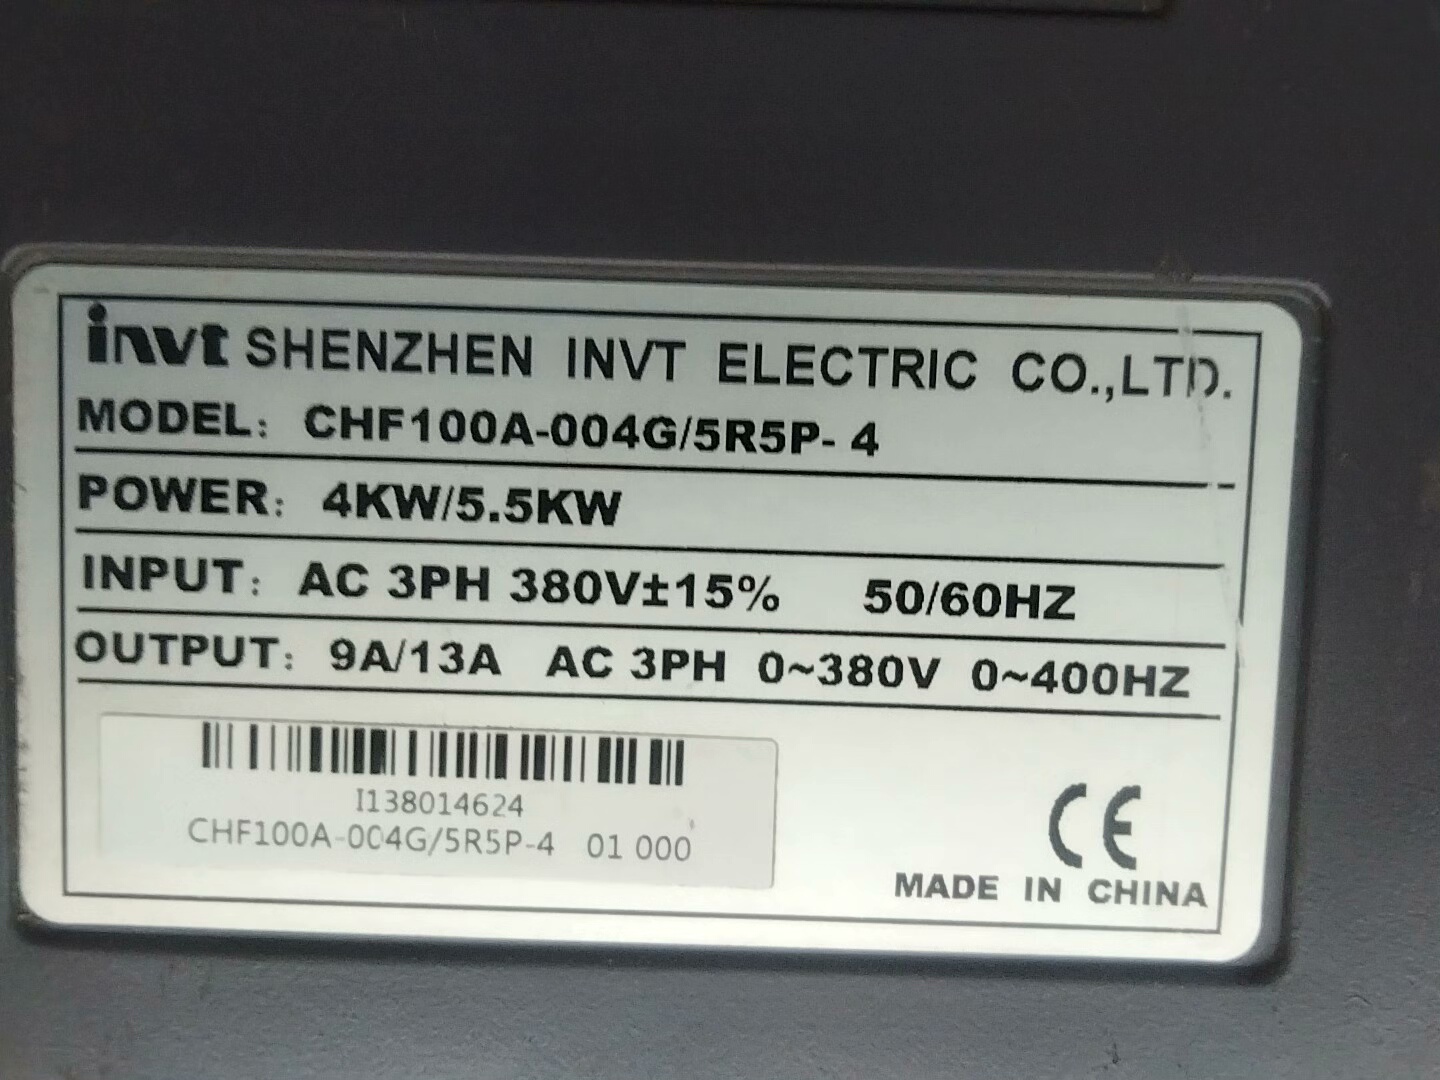 invt SHENZHEN INVT ELECTRIC CO.,LTD.
MODEL: CHF100A-004G/5R5P- 4
POWER: 4KW/5.5KW
INPUT: AC 3PH 380V±15% 50/60HZ
OUTPUT: 9A/13A AC 3PH 0~380V 0~400HZ
I138014624
CHF100A-004G/5R5P-4 01 000
CE
MADE IN CHINA